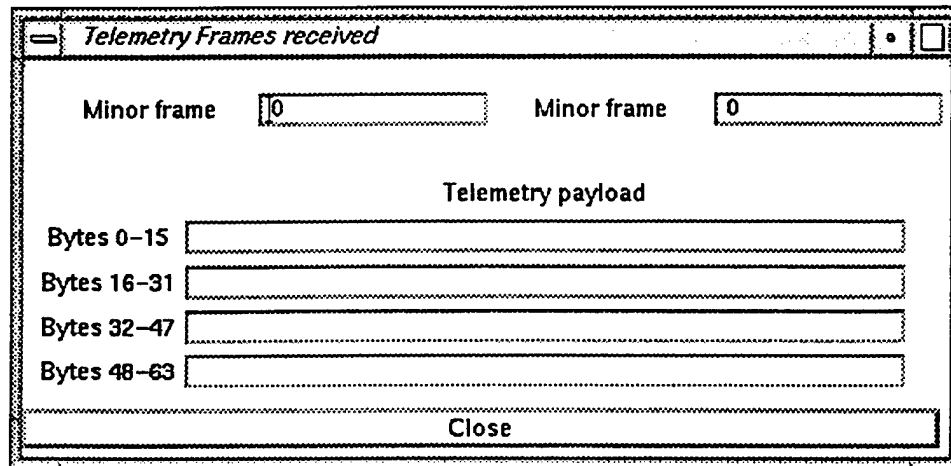 Telemetry Frames received
Minor frame 0 Minor frame 0
Telemetry payload
Bytes 0–15
Bytes 16–31
Bytes 32–47
Bytes 48–63
Close